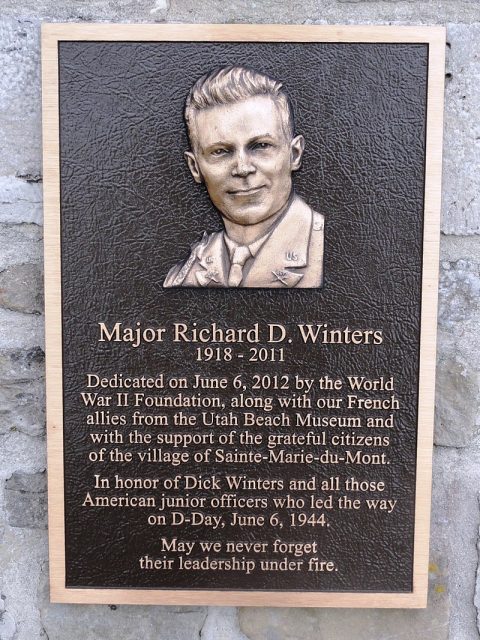 US
Major Richard D. Winters
1918 - 2011
Dedicated on June 6, 2012 by the World
War II Foundation, along with our French
allies from the Utah Beach Museum and
with the support of the grateful citizens
of the village of Sainte-Marie-du-Mont.
In honor of Dick Winters and all those
American junior officers who led the way
on D-Day, June 6, 1944.
May we never forget
their leadership under fire.